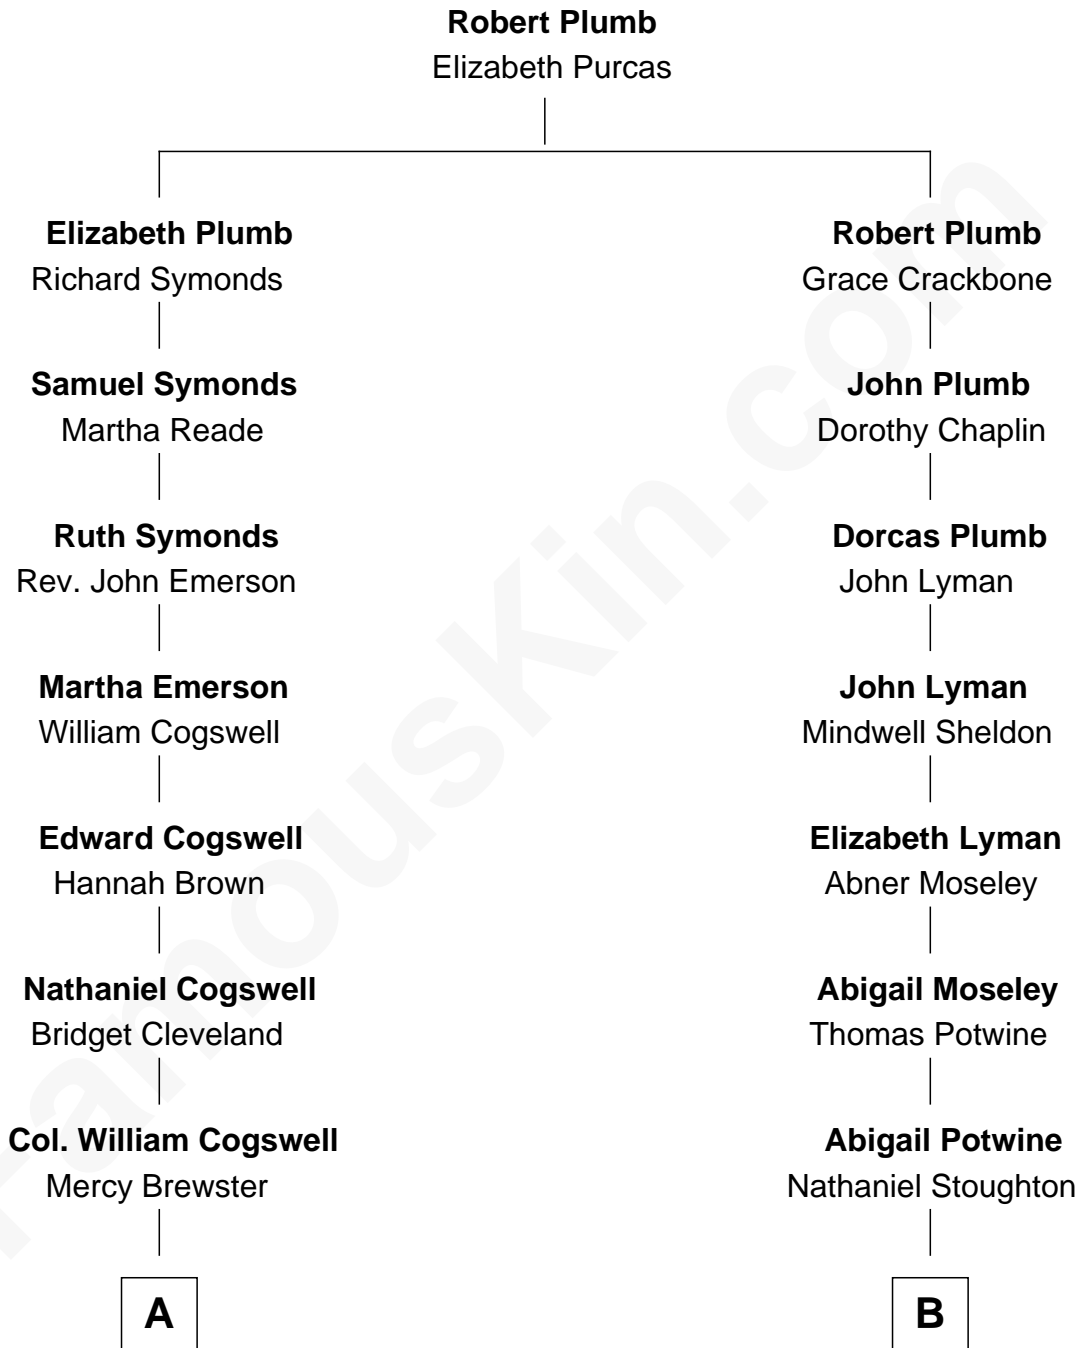 Robert Plumb
Elizabeth Purcas
Elizabeth Plumb
Richard Symonds
Robert Plumb
Grace Crackbone
Samuel Symonds
Martha Reade
John Plumb
Dorothy Chaplin
Ruth Symonds
Rev. John Emerson
Dorcas Plumb
John Lyman
Martha Emerson
William Cogswell
John Lyman
Mindwell Sheldon
Edward Cogswell
Hannah Brown
Elizabeth Lyman
Abner Moseley
Nathaniel Cogswell
Bridget Cleveland
Abigail Moseley
Thomas Potwine
Col. William Cogswell
Mercy Brewster
Abigail Potwine
Nathaniel Stoughton
A
B
FamousKin.com